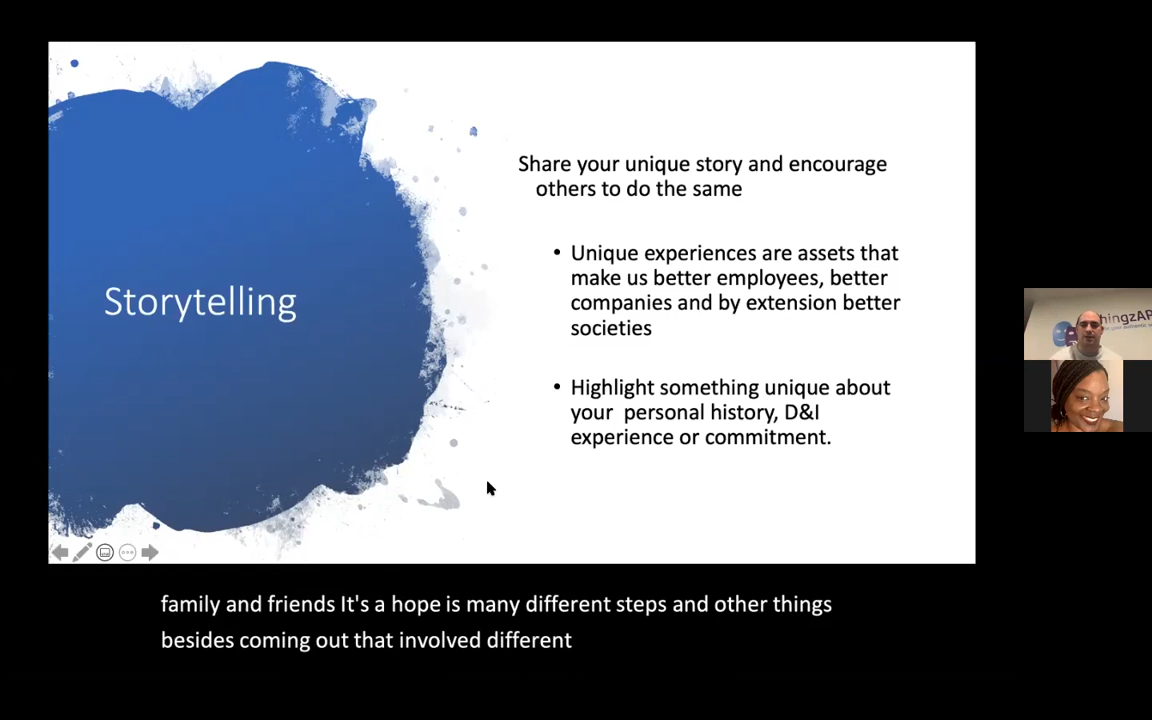 Storytelling
Share your unique story and encourage
others to do the same
• Unique experiences are assets that
make us better employees, better
companies and by extension better
societies
• Highlight something unique about
your  personal history, D&I
experience or commitment.
family and friends It's a hope is many different steps and other things
besides coming out that involved different